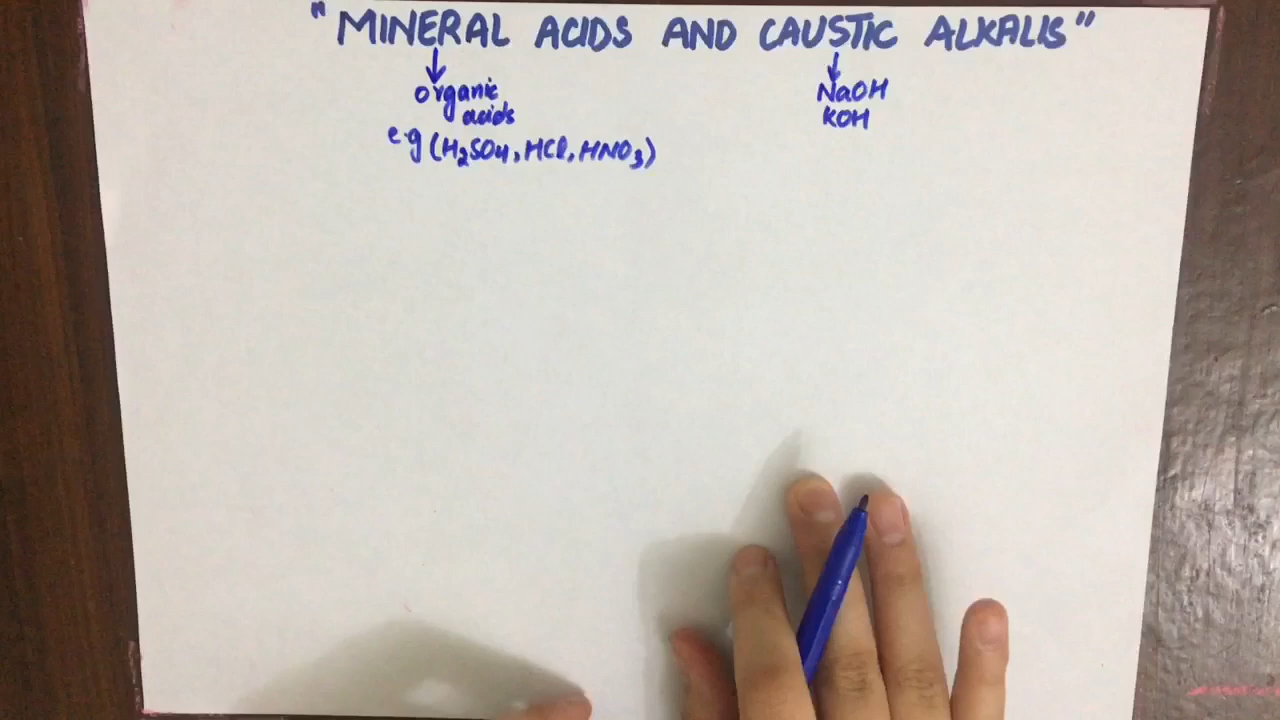 "MINERAL ACIDS AND CAUSTIC ALKALIS"
organic
acids
e.g (H₂SO4, HCl, HNO₃)
NaOH
KOH